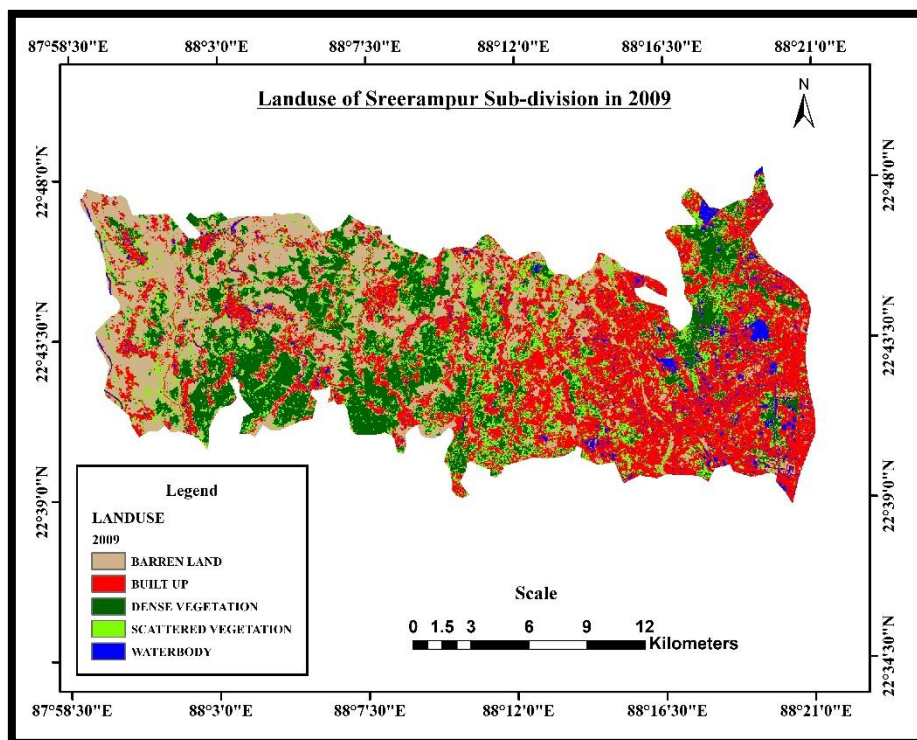 87°58'30"E 88°3'0"E 88°7'30"E 88°12'0"E 88°16'30"E 88°21'0"E
Landuse of Sreerampur Sub-division in 2009
N
22°48'0"N 22°48'0"N
22°43'30"N 22°43'30"N
22°39'0"N 22°39'0"N
Legend
LANDUSE
2009
BARREN LAND
BUILT UP
DENSE VEGETATION
SCATTERED VEGETATION
WATERBODY
Scale
0 1.5 3 6 9 12
Kilometers
22°34'30"N
87°58'30"E 88°3'0"E 88°7'30"E 88°12'0"E 88°16'30"E 88°21'0"E